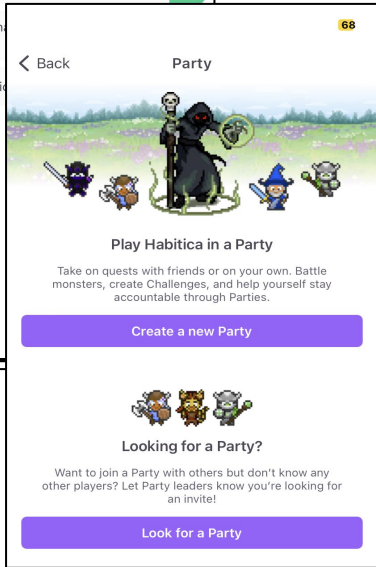 68
Back
Party
Play Habitica in a Party
Take on quests with friends or on your own. Battle
monsters, create Challenges, and help yourself stay
accountable through Parties.
Create a new Party
Looking for a Party?
Want to join a Party with others but don't know any
other players? Let Party leaders know you're looking for
an invite!
Look for a Party